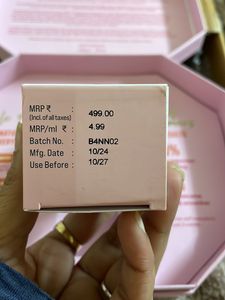 MRP ₹ : 499.00
(Incl. of all taxes)
MRP/ml ₹ : 4.99
Batch No. : B4NN02
Mfg. Date : 10/24
Use Before : 10/27